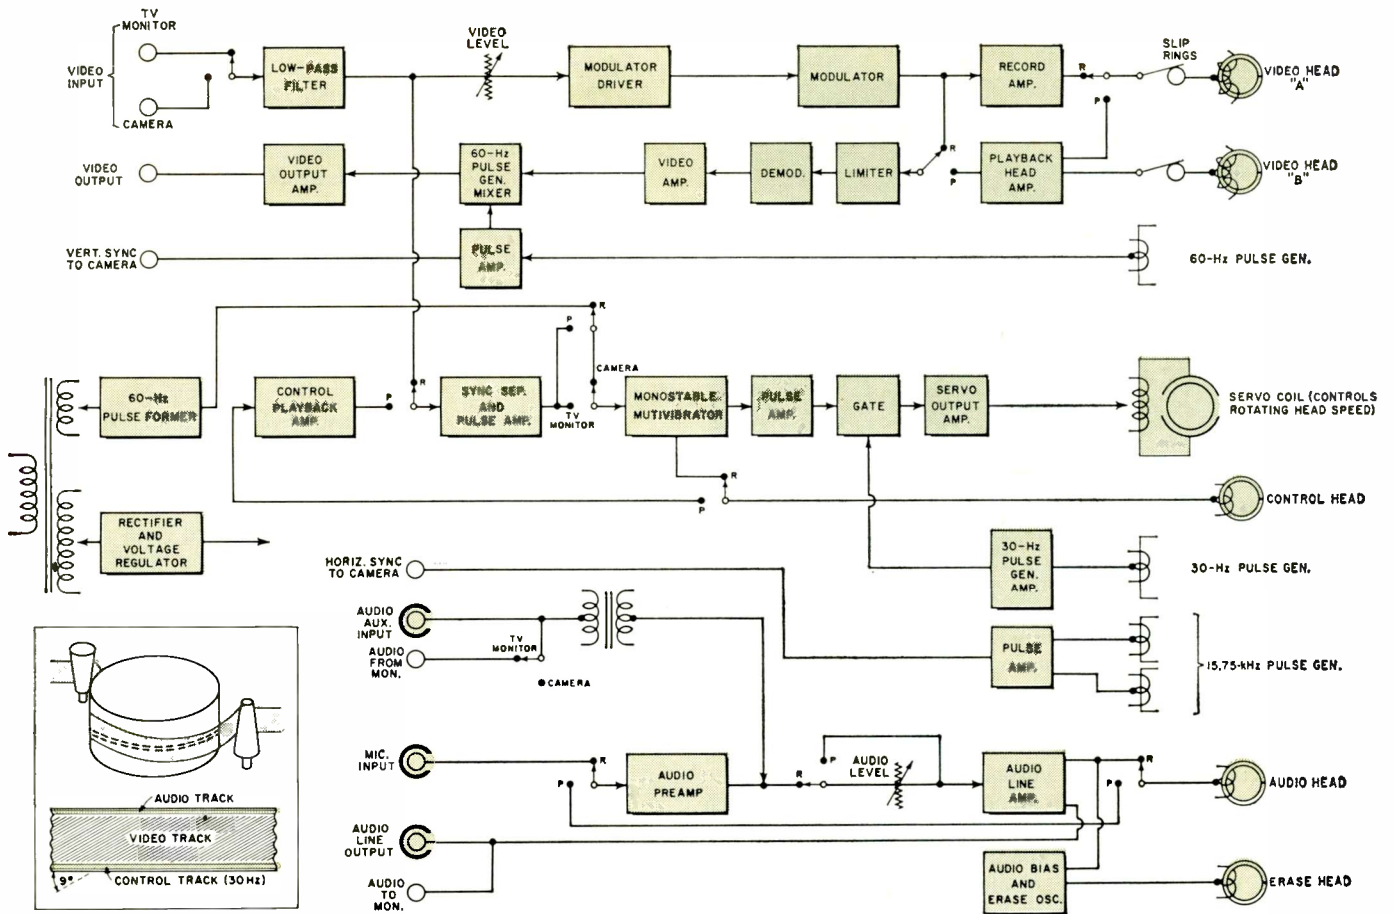 TV
MONITOR
VIDEO
INPUT
CAMERA
LOW-PASS
FILTER
VIDEO
LEVEL
MODULATOR
DRIVER
MODULATOR
RECORD
AMP.
R
P
SLIP
RINGS
VIDEO HEAD
"A"
VIDEO
OUTPUT
VIDEO
OUTPUT
AMP.
60-Hz
PULSE
GEN.
MIXER
VIDEO
AMP.
DEMOD.
LIMITER
R
P
PLAYBACK
HEAD
AMP.
VIDEO HEAD
"B"
VERT. SYNC
TO CAMERA
PULSE
AMP.
60-Hz PULSE GEN.
R
P
CAMERA
60-Hz
PULSE FORMER
CONTROL
PLAYBACK
AMP.
P
R
SYNC SEP.
AND
PULSE AMP.
TV
MONITOR
MONOSTABLE
MUTIVIBRATOR
PULSE
AMP.
GATE
SERVO
OUTPUT
AMP.
SERVO COIL (CONTROLS
ROTATING HEAD SPEED)
R
P
CONTROL HEAD
RECTIFIER
AND
VOLTAGE
REGULATOR
HORIZ. SYNC
TO CAMERA
30-Hz
PULSE
GEN.
AMP.
30-Hz PULSE GEN.
AUDIO
AUX.
INPUT
TV
MONITOR
AUDIO
FROM
MON.
CAMERA
PULSE
AMP.
15,75-kHz PULSE GEN.
MIC.
INPUT
R
P
AUDIO
PREAMP
R
P
AUDIO
LEVEL
AUDIO
LINE
AMP.
R
P
AUDIO HEAD
AUDIO
LINE
OUTPUT
AUDIO
TO
MON.
AUDIO BIAS
AND
ERASE OSC.
ERASE HEAD
AUDIO TRACK
VIDEO TRACK
CONTROL TRACK (30Hz)
9°